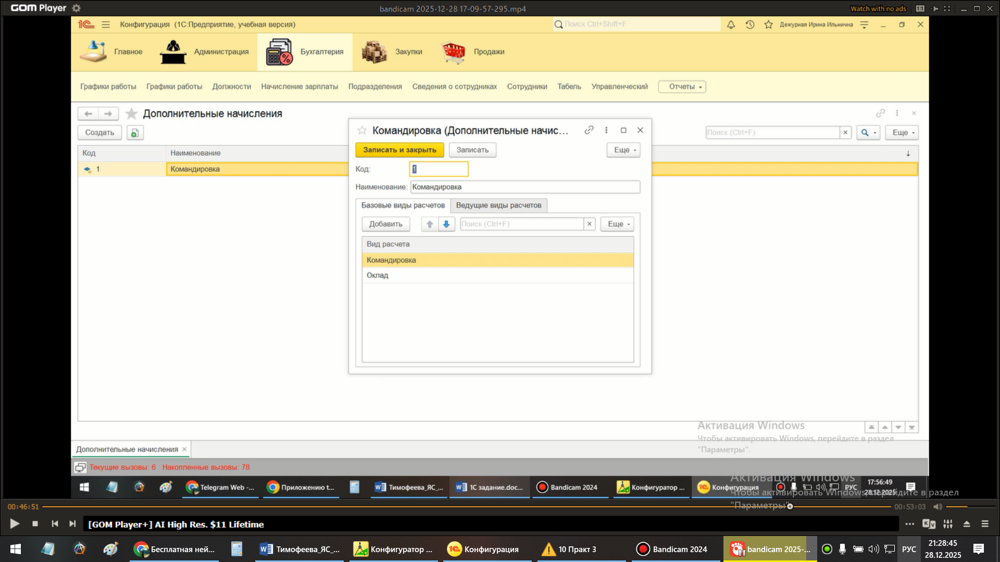 GOM Player
bandicam 2025-12-28 17-09-57-295.mp4
Watch with no ads
1C Конфигурация (1С:Предприятие, учебная версия)
Поиск Ctrl+Shift+F
Дежурная Ирина Ильинична
Главное
Администрация
Бухгалтерия
Закупки
Продажи
Графики работы Графики работы Должности Начисление зарплаты Подразделения Сведения о сотрудниках Сотрудники Табель Управленческий Отчеты
Дополнительные начисления
Создать
Поиск (Ctrl+F)
Еще
Код Наименование
1 Командировка
Командировка (Дополнительные начис...
Записать и закрыть Записать Еще
Код: 1
Наименование: Командировка
Базовые виды расчетов Ведущие виды расчетов
Добавить Поиск (Ctrl+F) Еще
Вид расчета
Командировка
Оклад
Активация Windows
Чтобы активировать Windows, перейдите в раздел
"Параметры".
Дополнительные начисления
Текущие вызовы: 6 Накопленные вызовы: 78
Telegram Web -... Приложению т... Тимофеева_ЯС_... 1С задание.doc... Bandicam 2024 Конфигуратор ... Конфигурация РУС 17:56:49
28.12.2025
Активация Windows
Чтобы активировать Windows, перейдите в раздел
"Параметры".
00:46:51 00:53:03
[GOM Player+] AI High Res. $11 Lifetime
Бесплатная ней... Тимофеева_ЯС_... Конфигуратор ... Конфигурация 10 Практ 3 Bandicam 2024 bandicam 2025-... РУС 21:28:45
28.12.2025